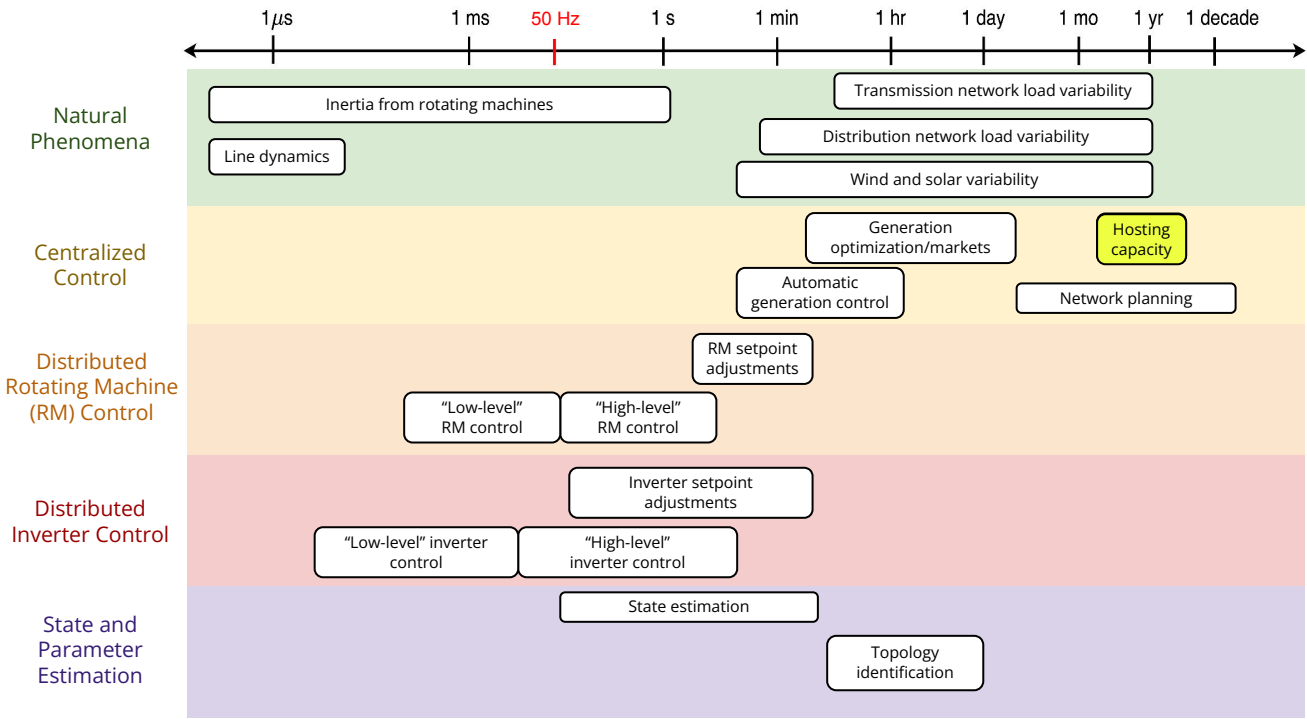 1μs
1 ms
50 Hz
1 s
1 min
1 hr
1 day
1 mo
1 yr
1 decade
Natural
Phenomena
Inertia from rotating machines
Transmission network load variability
Line dynamics
Distribution network load variability
Wind and solar variability
Centralized
Control
Generation
optimization/markets
Hosting
capacity
Automatic
generation control
Network planning
Distributed
Rotating Machine
(RM) Control
RM setpoint
adjustments
“Low-level”
RM control
“High-level”
RM control
Distributed
Inverter Control
Inverter setpoint
adjustments
“Low-level” inverter
control
“High-level”
inverter control
State and
Parameter
Estimation
State estimation
Topology
identification